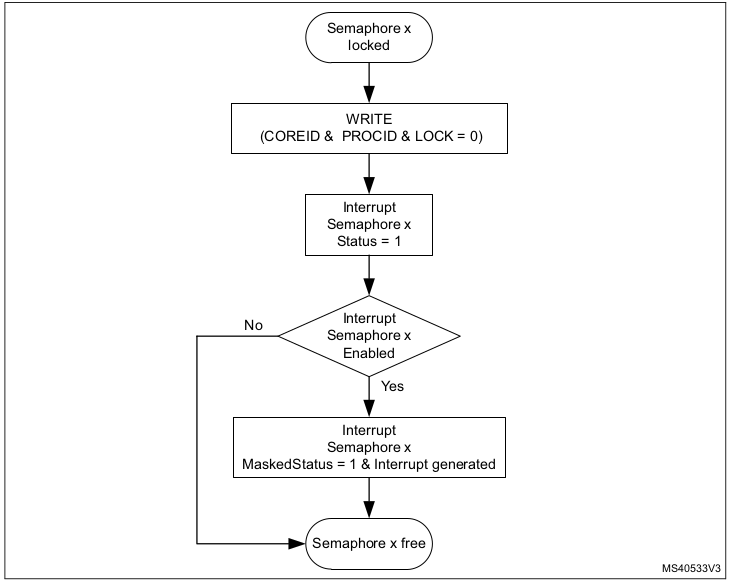 Semaphore x
locked
WRITE
(COREID & PROCID & LOCK = 0)
Interrupt
Semaphore x
Status = 1
Interrupt
Semaphore x
Enabled
No
Yes
Interrupt
Semaphore x
MaskedStatus = 1 & Interrupt generated
Semaphore x free
MS40533V3